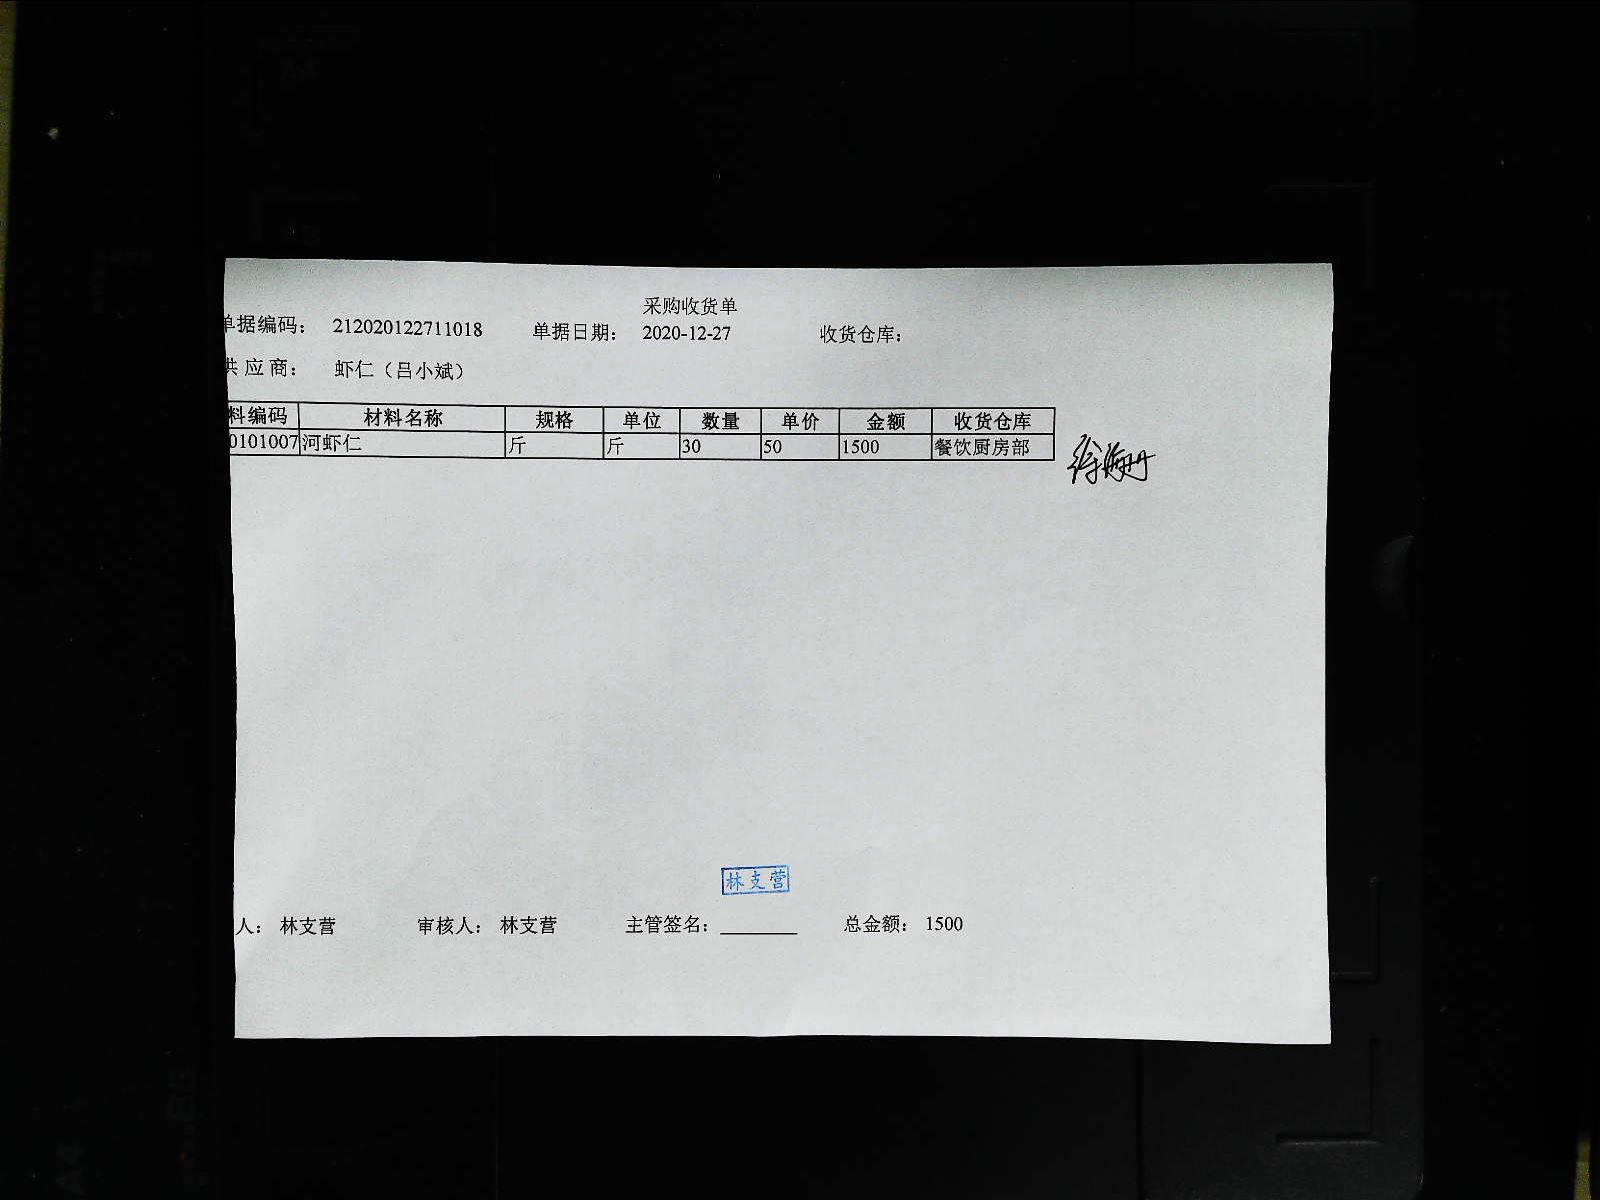 采购收货单
单据编码： 212020122711018 单据日期： 2020-12-27 收货仓库：
供应商： 虾仁（吕小斌）
料编码 材料名称 规格 单位 数量 单价 金额 收货仓库
0101007 河虾仁 斤 斤 30 50 1500 餐饮厨房部
林支营
人： 林支营 审核人： 林支营 主管签名： 总金额： 1500